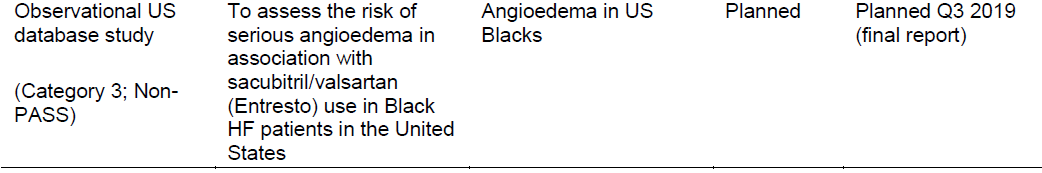 Observational US
database study
(Category 3; Non-
PASS)
To assess the risk of
serious angioedema in
association with
sacubitril/valsartan
(Entresto) use in Black
HF patients in the United
States
Angioedema in US
Blacks
Planned
Planned Q3 2019
(final report)